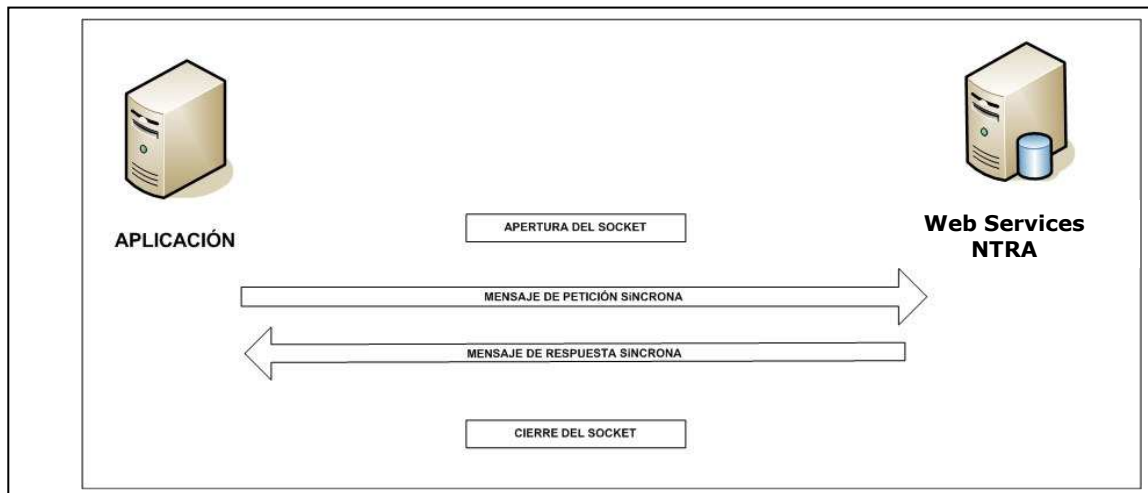 APLICACIÓN
APERTURA DEL SOCKET
Web Services
NTRA
MENSAJE DE PETICIÓN SíNCRONA
MENSAJE DE RESPUESTA SíNCRONA
CIERRE DEL SOCKET